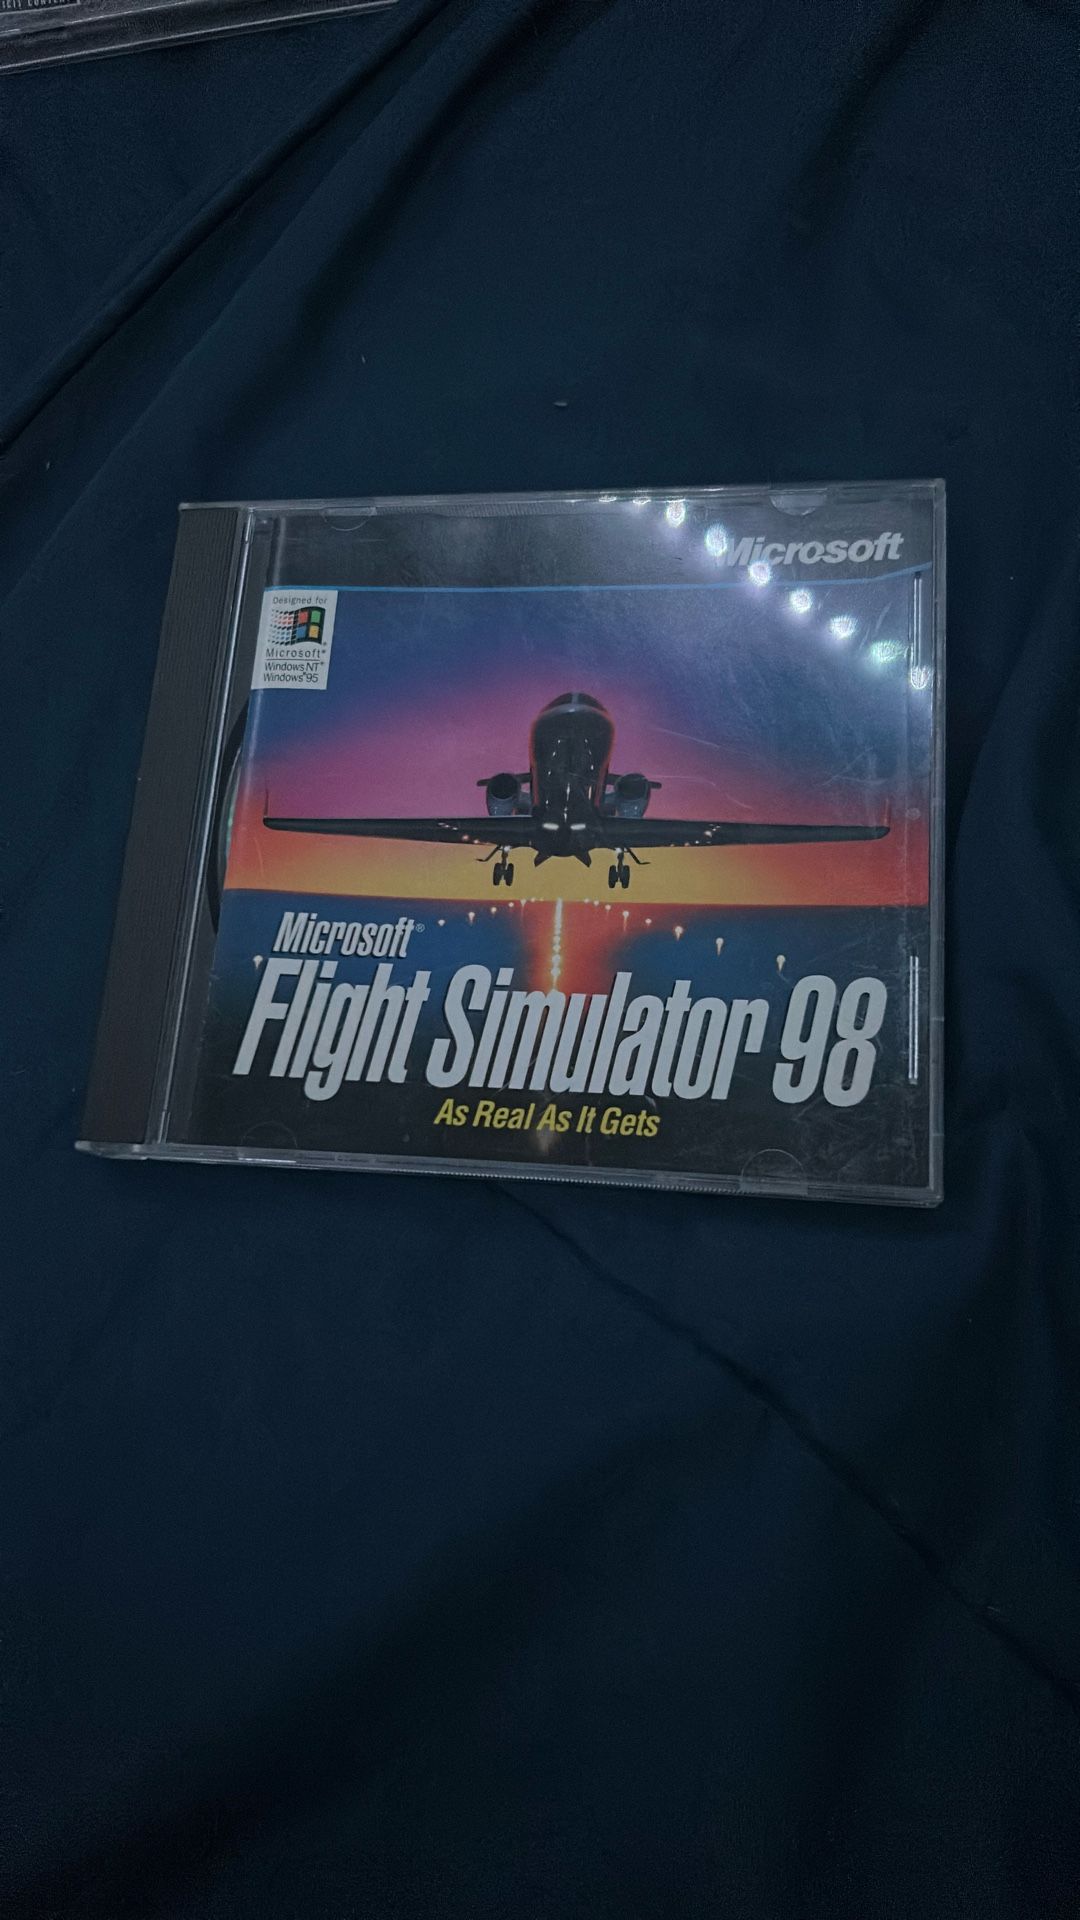 Microsoft
Designed for
Microsoft®
Windows NT®
Windows®95
Microsoft®
Flight Simulator 98
As Real As It Gets